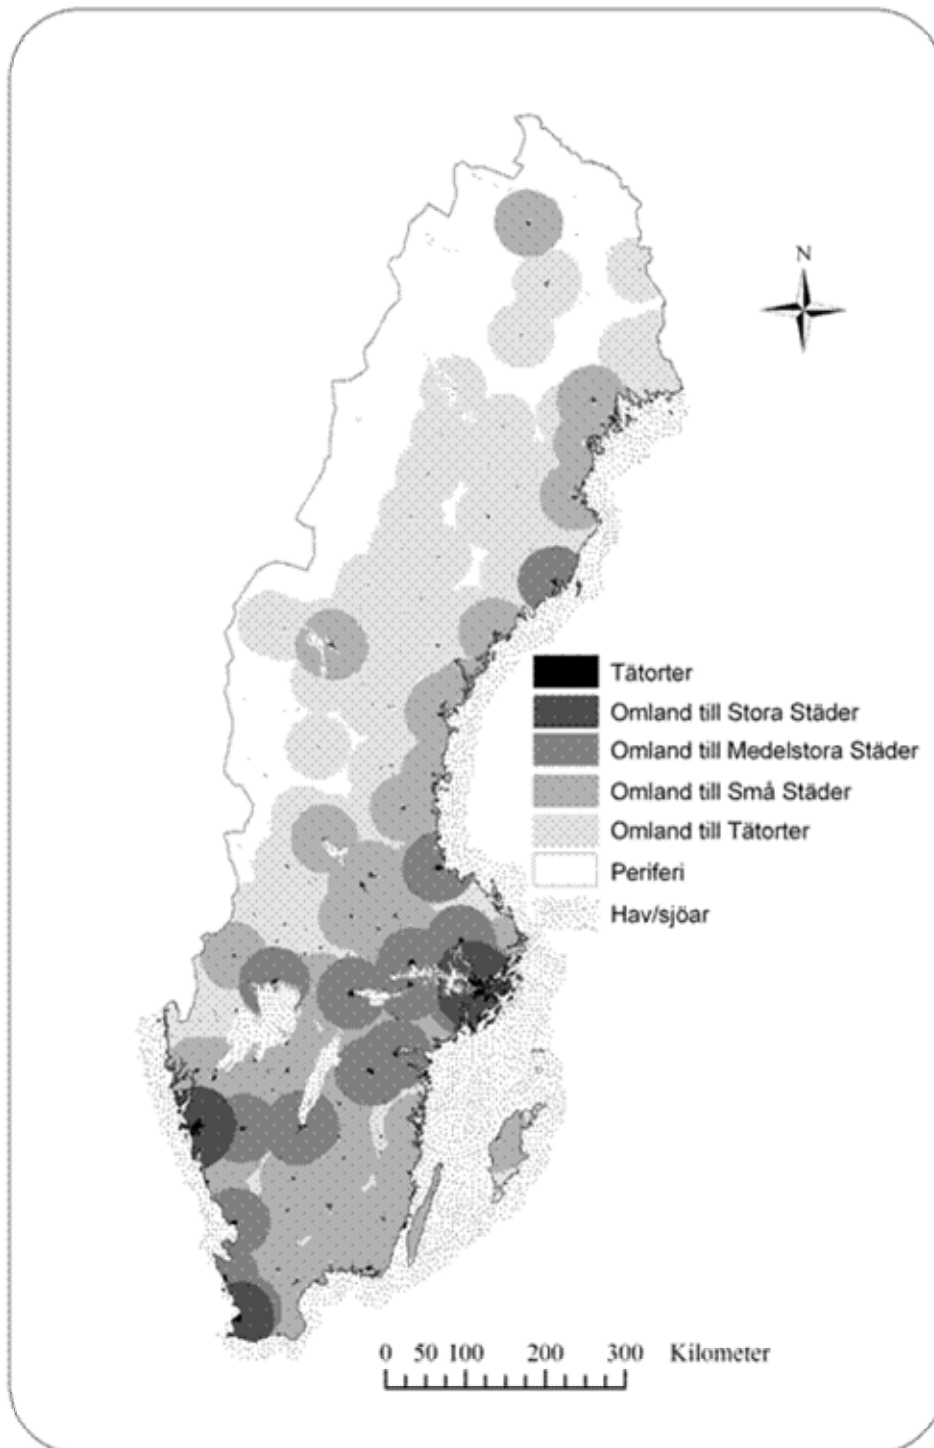 N
Tätorter
Omland till Stora Städer
Omland till Medelstora Städer
Omland till Små Städer
Omland till Tätorter
Periferi
Hav/sjöar
0 50 100 200 300 Kilometer